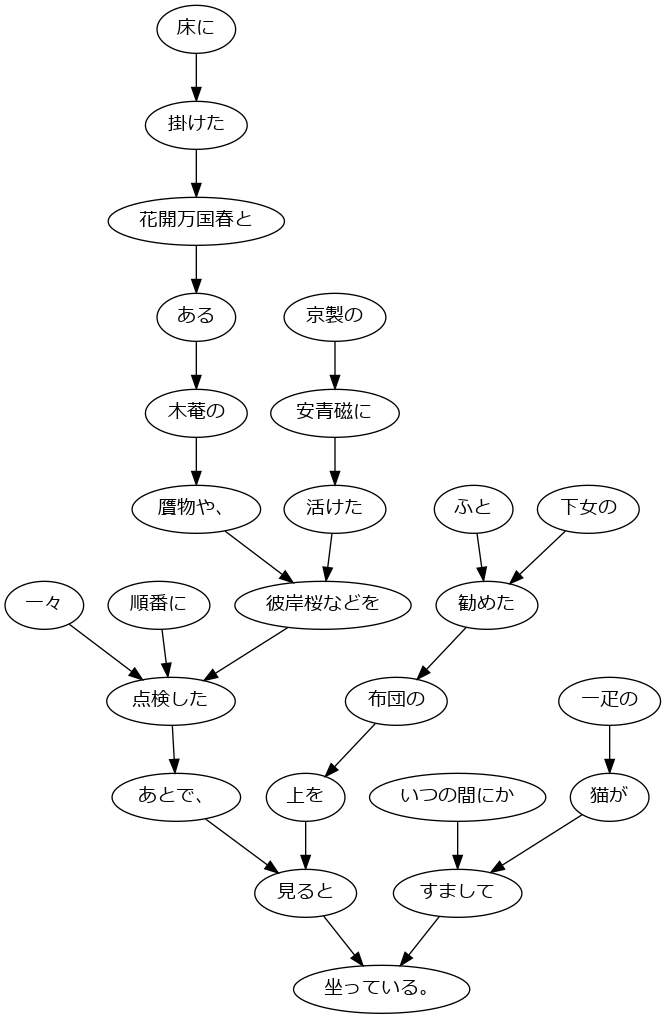 床に
掛けた
花開万国春と
ある
京製の
木菴の
安青磁に
贋物や、
活けた
ふと
下女の
一々
順番に
彼岸桜などを
勧めた
点検した
布団の
一疋の
あとで、
上を
いつの間にか
猫が
見ると
すまして
坐っている。